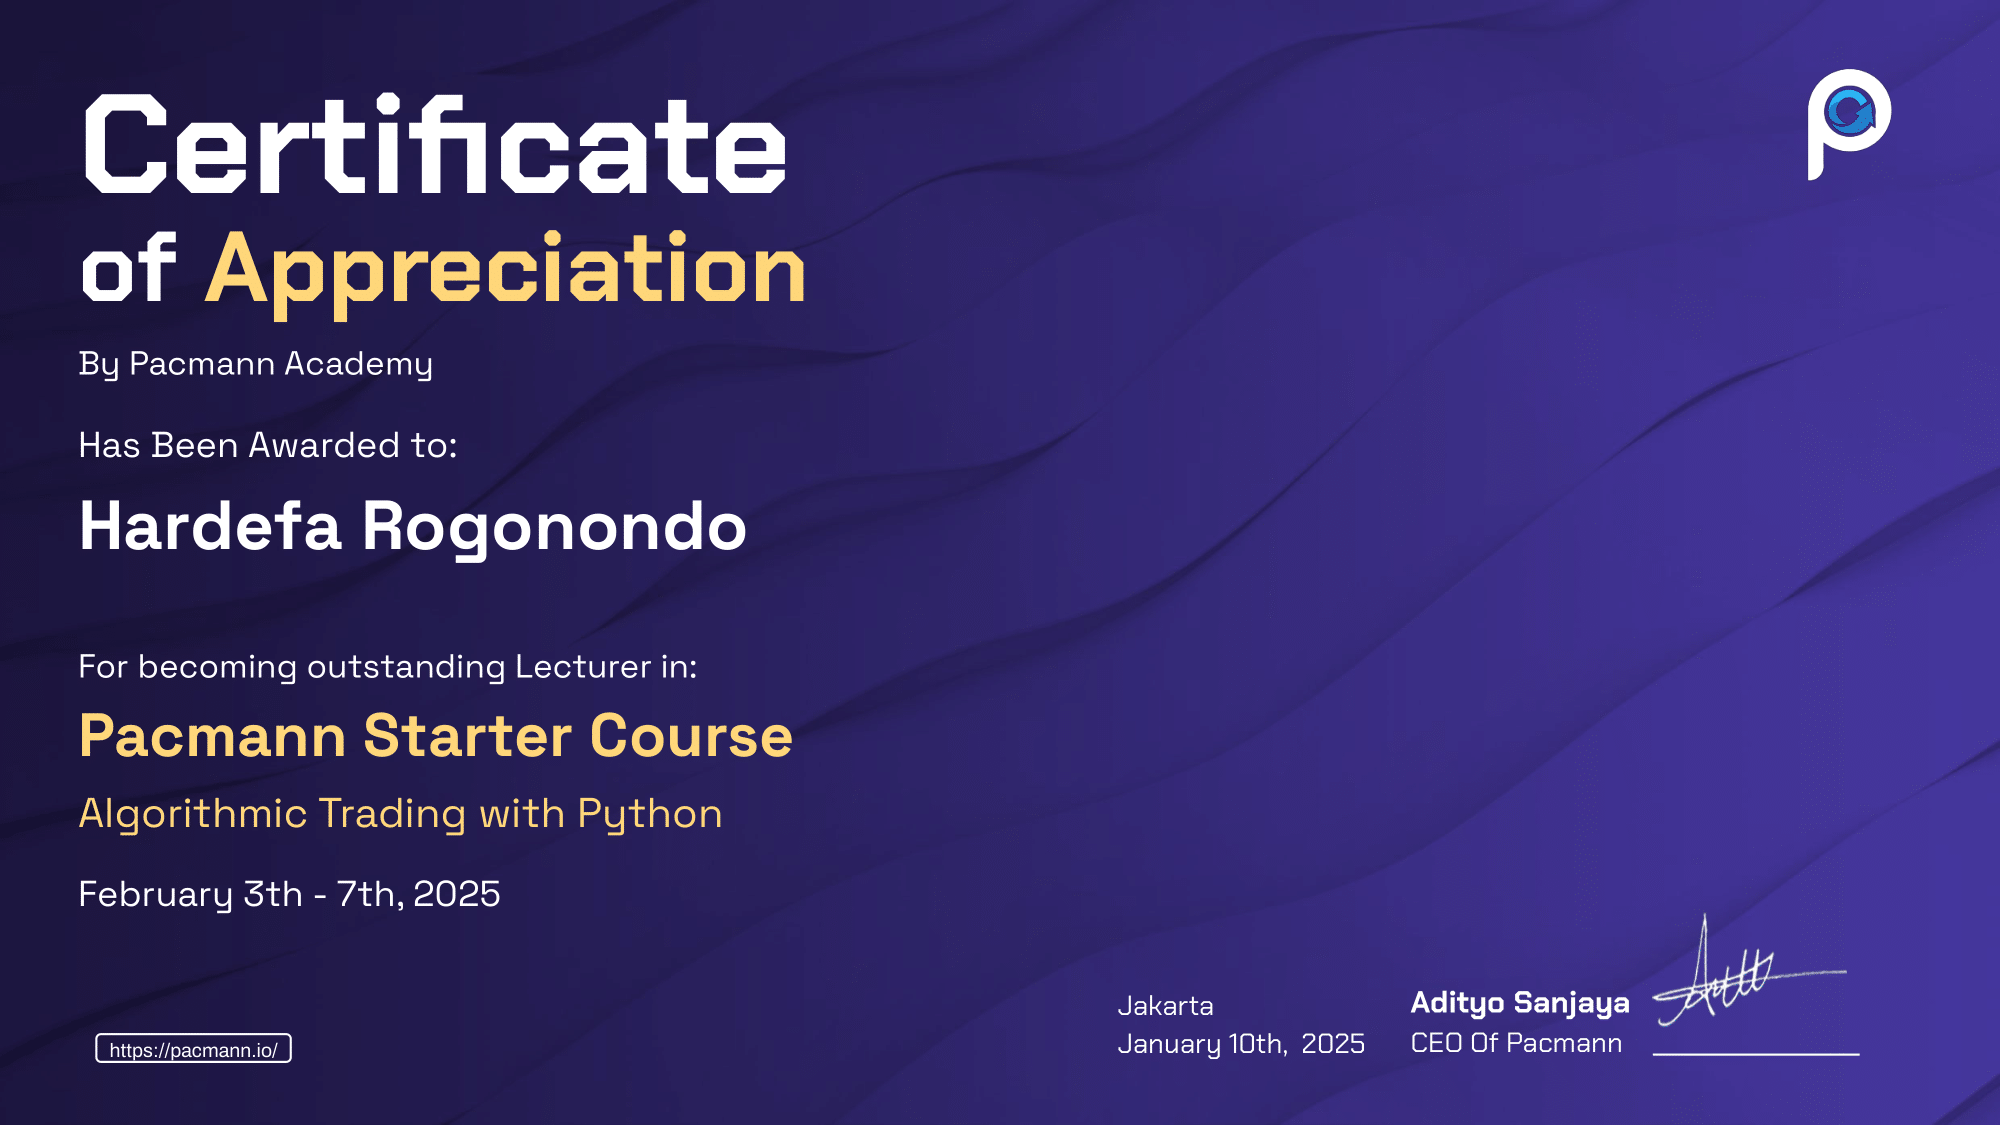 Certificate
of Appreciation
By Pacmann Academy
Has Been Awarded to:
Hardefa Rogonondo
For becoming outstanding Lecturer in:
Pacmann Starter Course
Algorithmic Trading with Python
February 3th - 7th, 2025
https://pacmann.io/
Jakarta
January 10th, 2025
Adityo Sanjaya
CEO Of Pacmann